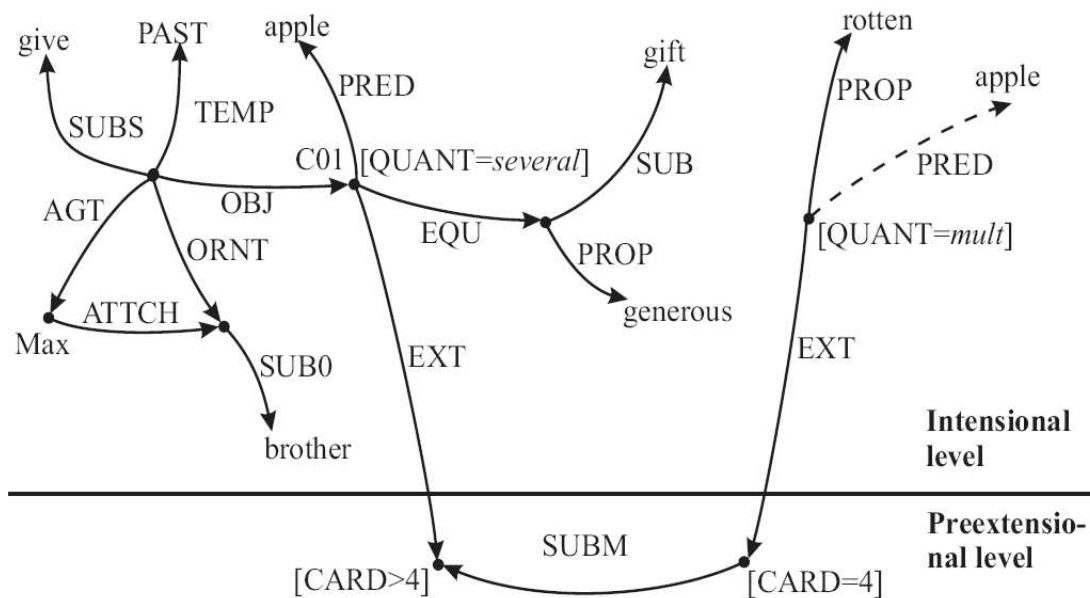 give
PAST
apple
gift
rotten
apple
SUBS
TEMP
PRED
PROP
PRED
C01 [QUANT=several]
SUB
AGT
OBJ
ORNT
EQU
PROP
[QUANT=mult]
ATTCH
Max
generous
SUB0
EXT
EXT
brother
Intensional
level
Preextensio-
nal level
SUBM
[CARD>4]
[CARD=4]